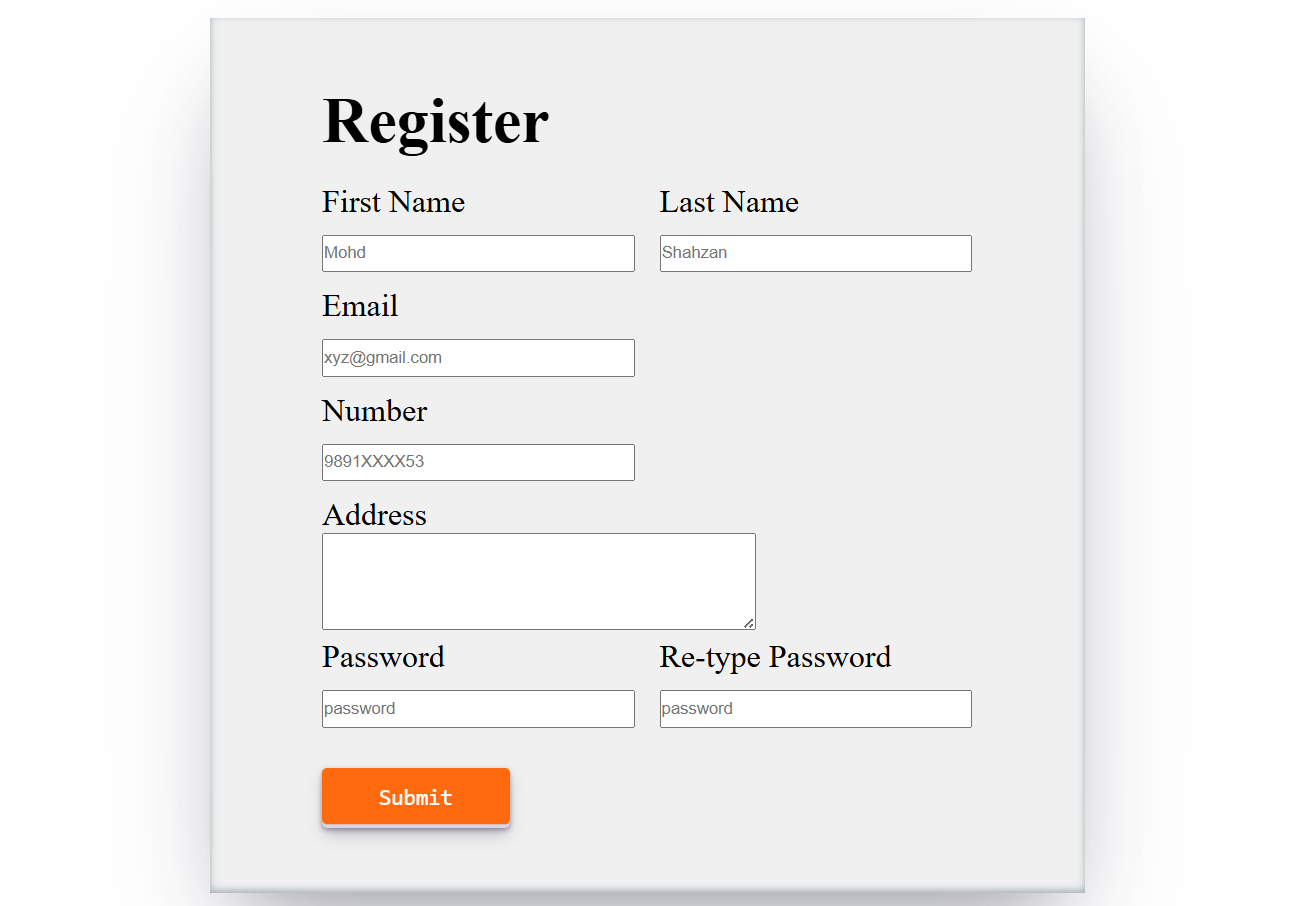 Register
First Name Last Name
Mohd Shahzan
Email
xyz@gmail.com
Number
9891XXXX53
Address
Password Re-type Password
password password
Submit